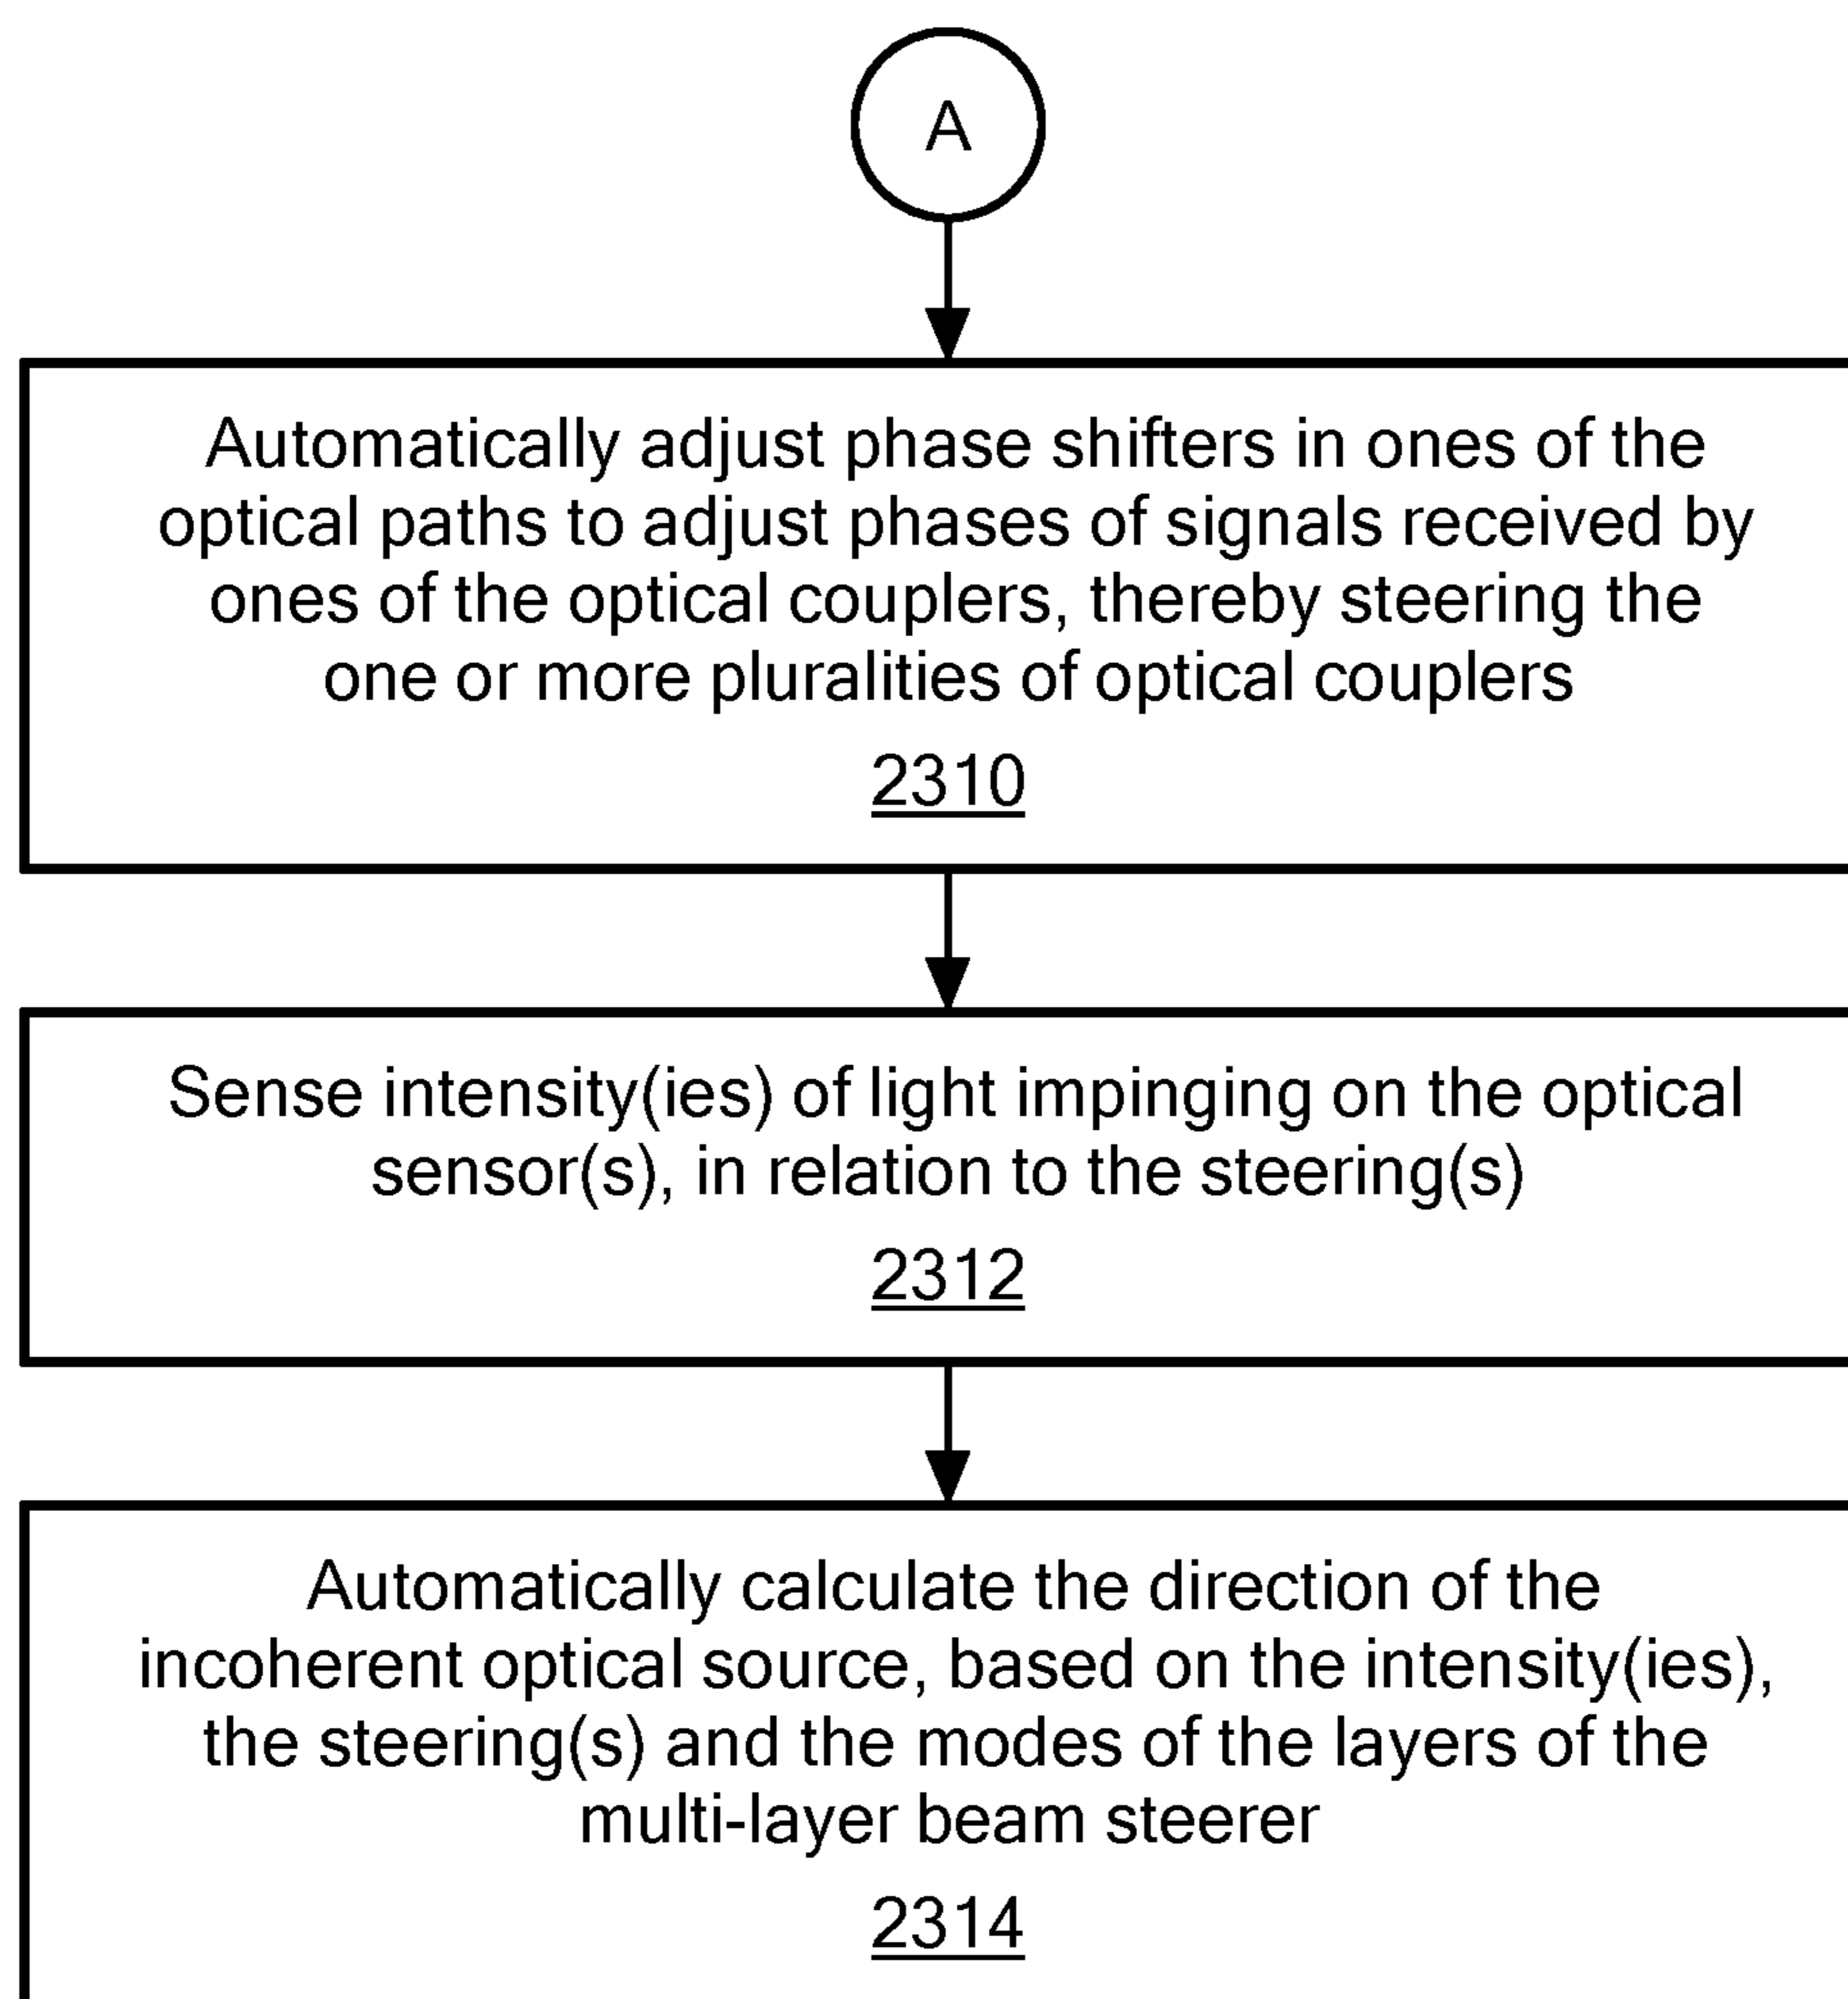 A
Automatically adjust phase shifters in ones of the
optical paths to adjust phases of signals received by
ones of the optical couplers, thereby steering the
one or more pluralities of optical couplers
2310
Sense intensity(ies) of light impinging on the optical
sensor(s), in relation to the steering(s)
2312
Automatically calculate the direction of the
incoherent optical source, based on the intensity(ies),
the steering(s) and the modes of the layers of the
multi-layer beam steerer
2314